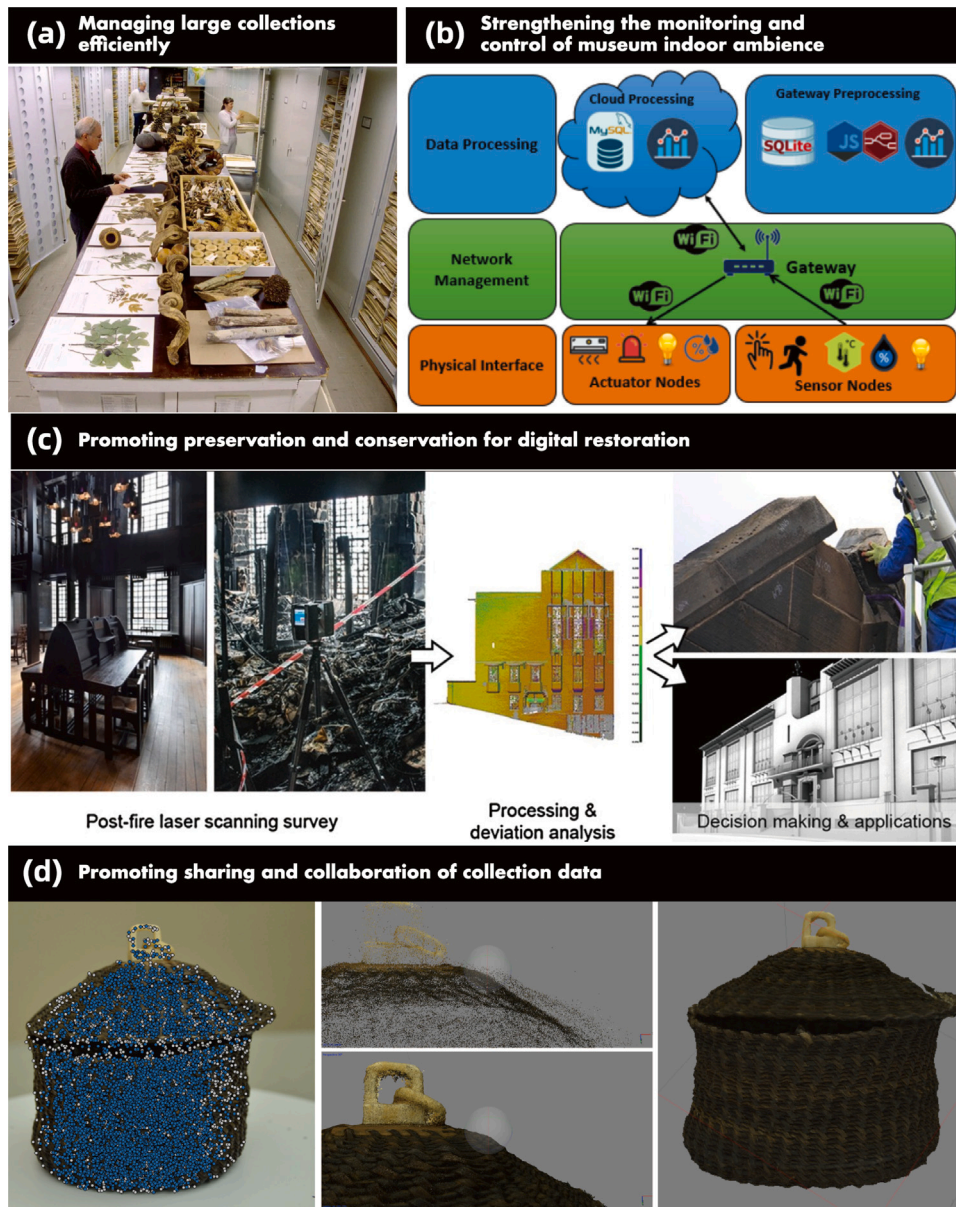 (a) Managing large collections
efficiently
(b) Strengthening the monitoring and
control of museum indoor ambience
Data Processing
Cloud Processing
MySQL
Gateway Preprocessing
SQLite
JS
Network
Management
WiFi
Gateway
WiFi
WiFi
Physical Interface
%
Actuator Nodes
°C
%
Sensor Nodes
(c) Promoting preservation and conservation for digital restoration
Post-fire laser scanning survey
Processing &
deviation analysis
Decision making & applications
(d) Promoting sharing and collaboration of collection data